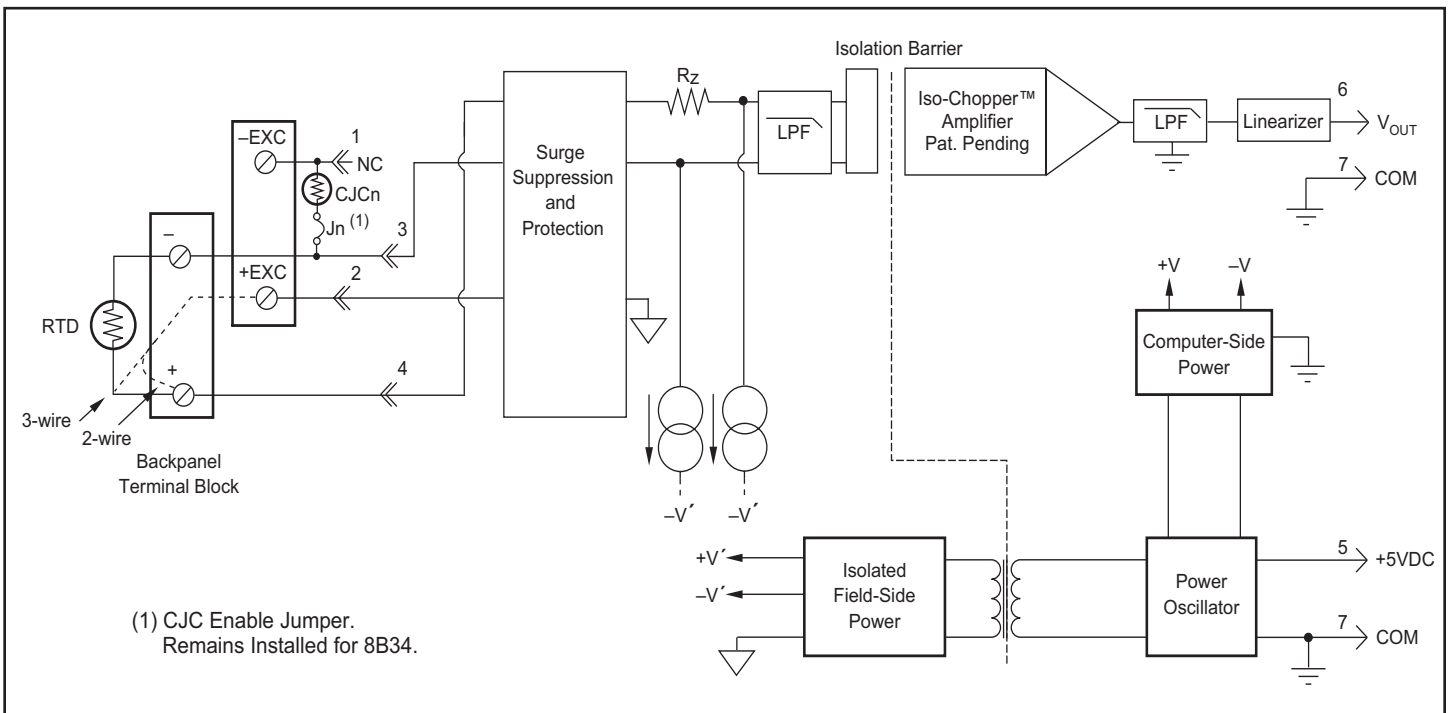 Isolation Barrier
Rz
Iso-Chopper™
Amplifier
Pat. Pending
LPF
LPF
Linearizer
6
VOUT
7
COM
Surge
Suppression
and
Protection
–EXC
1
NC
CJCn
Jn (1)
3
–
+EXC
2
RTD
+
4
3-wire
2-wire
Backpanel
Terminal Block
–V´
–V´
+V
–V
Computer-Side
Power
+V´
–V´
Isolated
Field-Side
Power
Power
Oscillator
5
+5VDC
7
COM
(1) CJC Enable Jumper.
Remains Installed for 8B34.